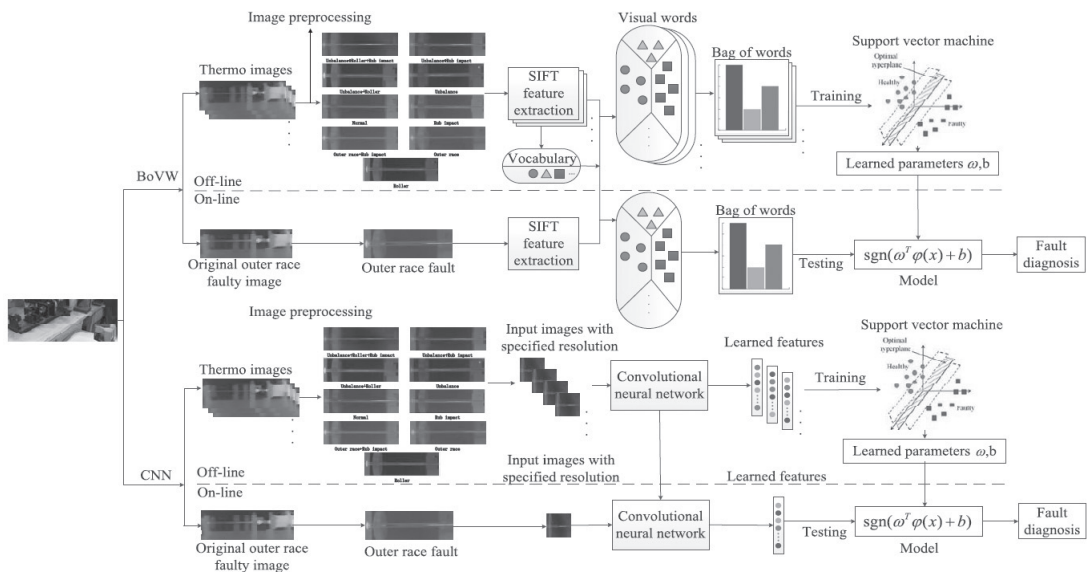 Image preprocessing
Visual words
Thermo images
Unbalance+Roller+Rub impact
Unbalance+Rub impact
Unbalance+Roller
Unbalance
Normal
Rub impact
Outer race+Rub impact
Outer race
Roller
SIFT
feature
extraction
Vocabulary
...
Bag of words
Training
Support vector machine
Optimal
Healthy
Faulty
Learned parameters ω,b
BoVW
Off-line
On-line
Original outer race
faulty image
Outer race fault
SIFT
feature
extraction
Bag of words
Testing
sgn(ω^T φ(x)+b)
Model
Fault
diagnosis
Image preprocessing
Thermo images
Unbalance+Roller+Rub impact
Unbalance+Rub impact
Unbalance+Roller
Unbalance
Normal
Rub impact
Outer race+Rub impact
Outer race
Roller
Input images with
specified resolution
Convolutional
neural network
Learned features
Training
Support vector machine
Optimal
Healthy
Faulty
Learned parameters ω,b
CNN
Off-line
On-line
Original outer race
faulty image
Outer race fault
Input images with
specified resolution
Convolutional
neural network
Learned features
Testing
sgn(ω^T φ(x)+b)
Model
Fault
diagnosis